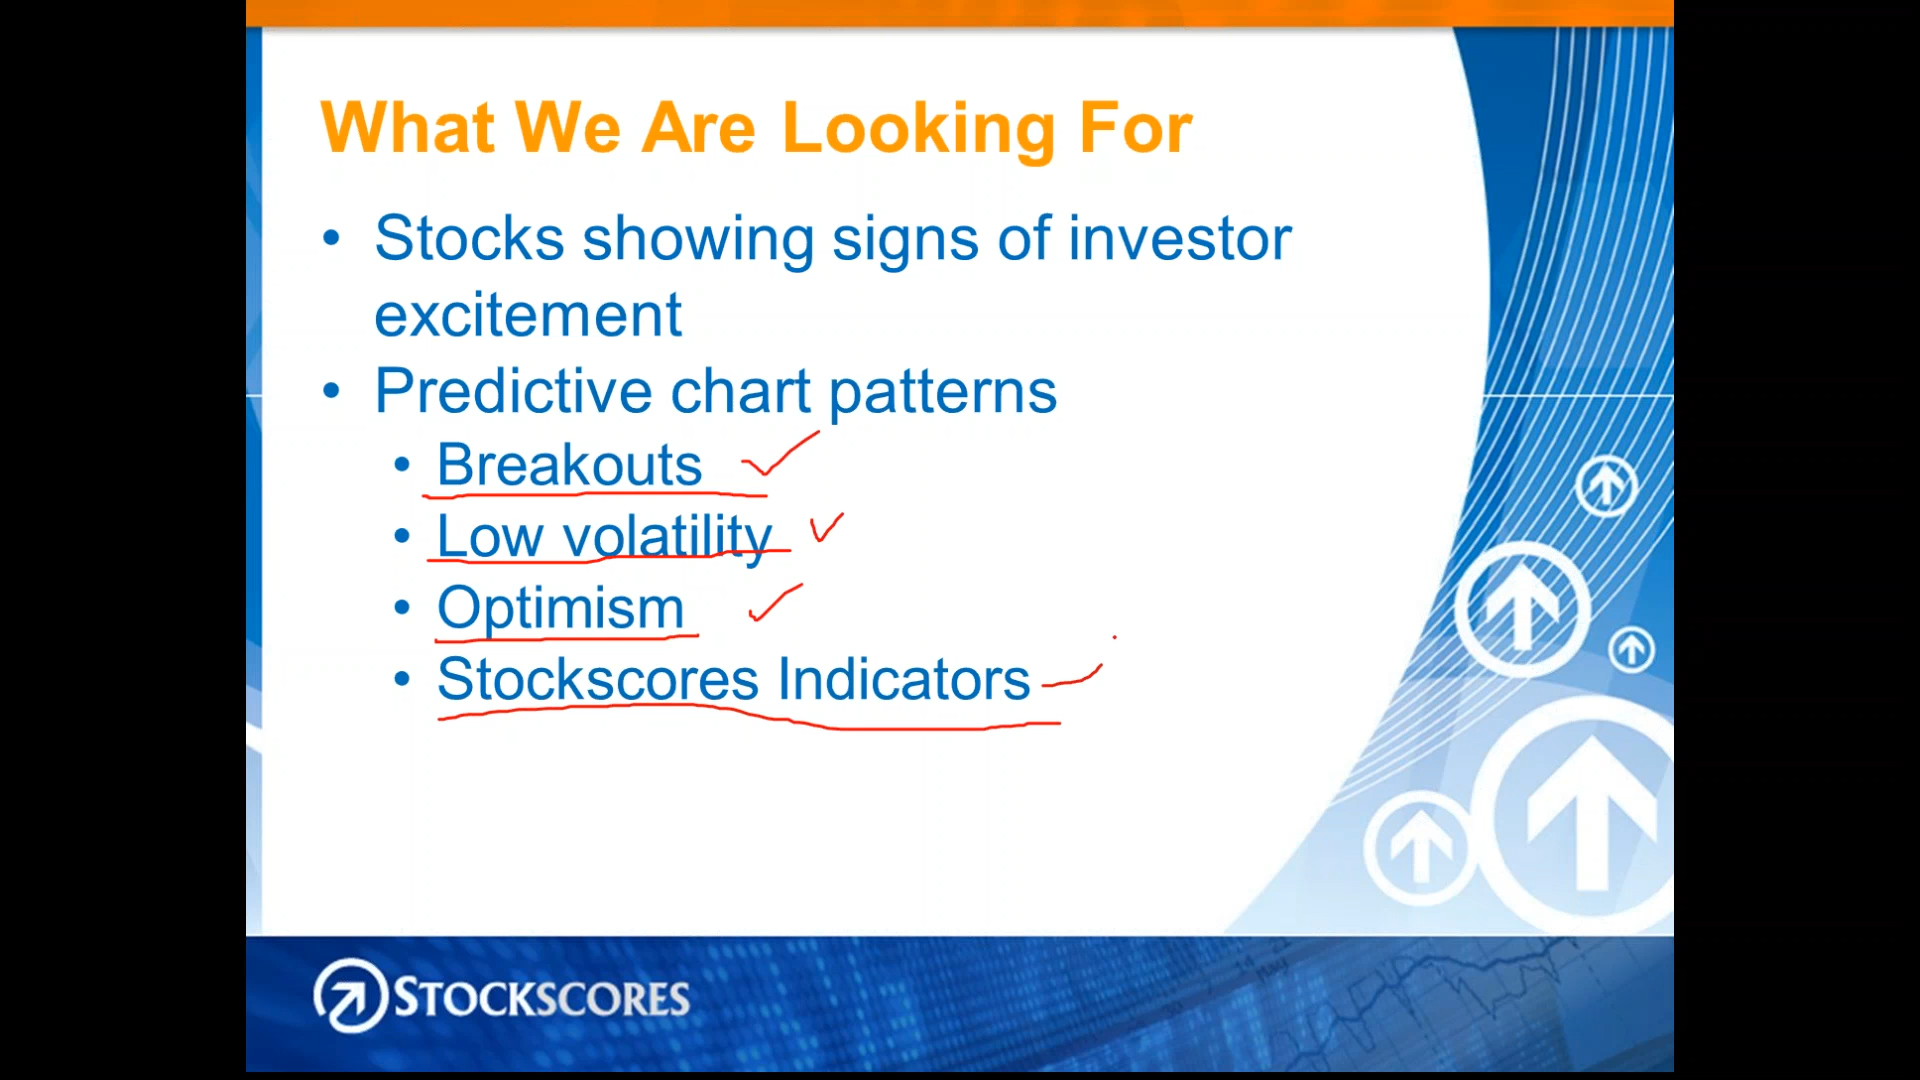 What We Are Looking For
• Stocks showing signs of investor
excitement
• Predictive chart patterns
• Breakouts
• Low volatility
• Optimism
• Stockscores Indicators
STOCKSCORES